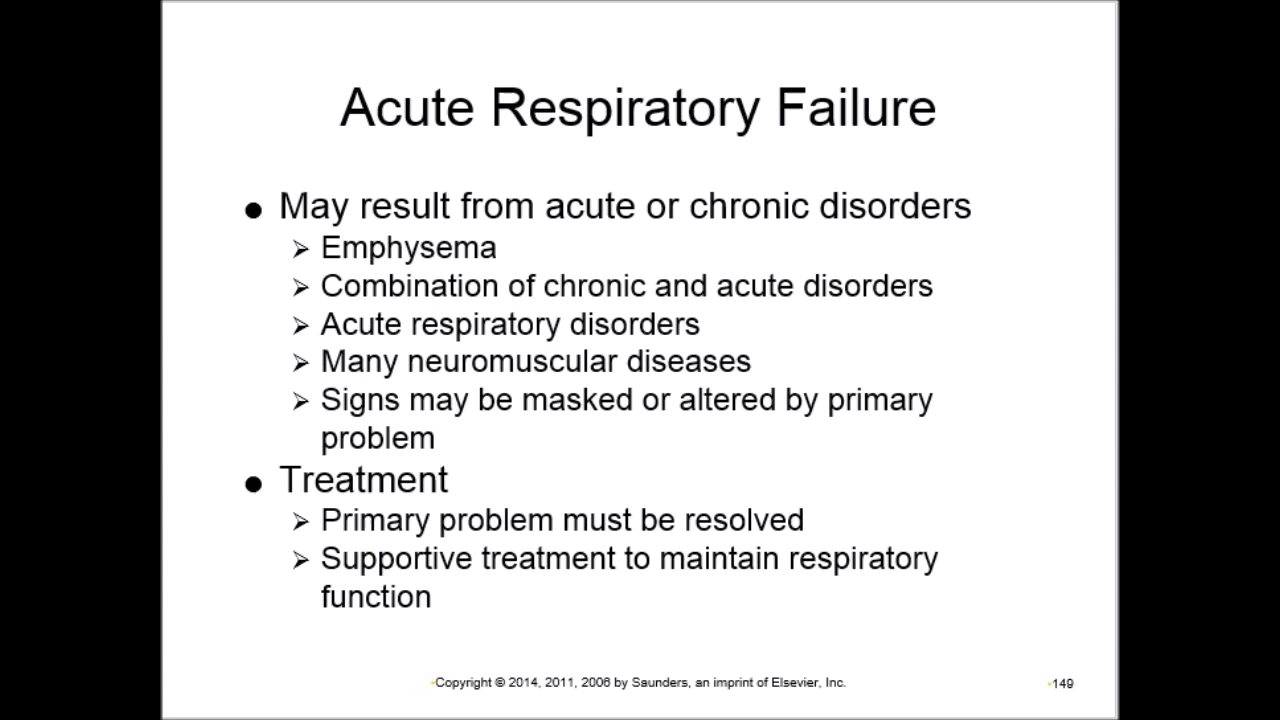 Acute Respiratory Failure
● May result from acute or chronic disorders
➢ Emphysema
➢ Combination of chronic and acute disorders
➢ Acute respiratory disorders
➢ Many neuromuscular diseases
➢ Signs may be masked or altered by primary
problem
● Treatment
➢ Primary problem must be resolved
➢ Supportive treatment to maintain respiratory
function
Copyright © 2014, 2011, 2006 by Saunders, an imprint of Elsevier, Inc.
149